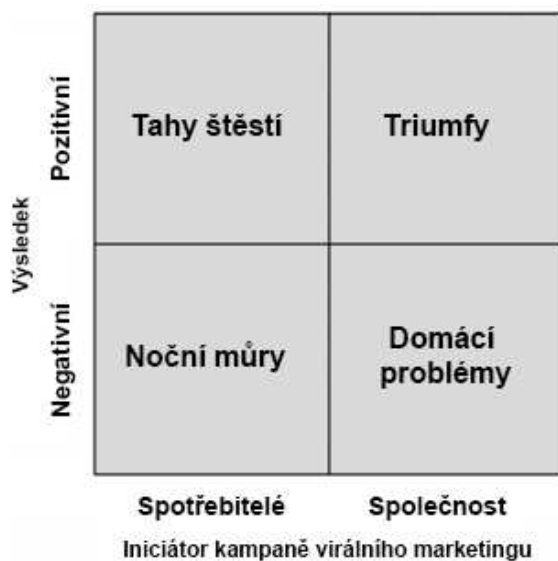 Výsledek
Pozitivní
Tahy štěstí
Triumfy
Negativní
Noční můry
Domácí
problémy
Spotřebitelé
Společnost
Iniciátor kampaně virálního marketingu